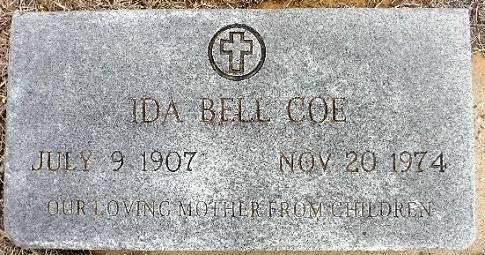 IDA BELL COE
JULY 9 1907 NOV 20 1974
OUR LOVING MOTHER FROM CHILDREN